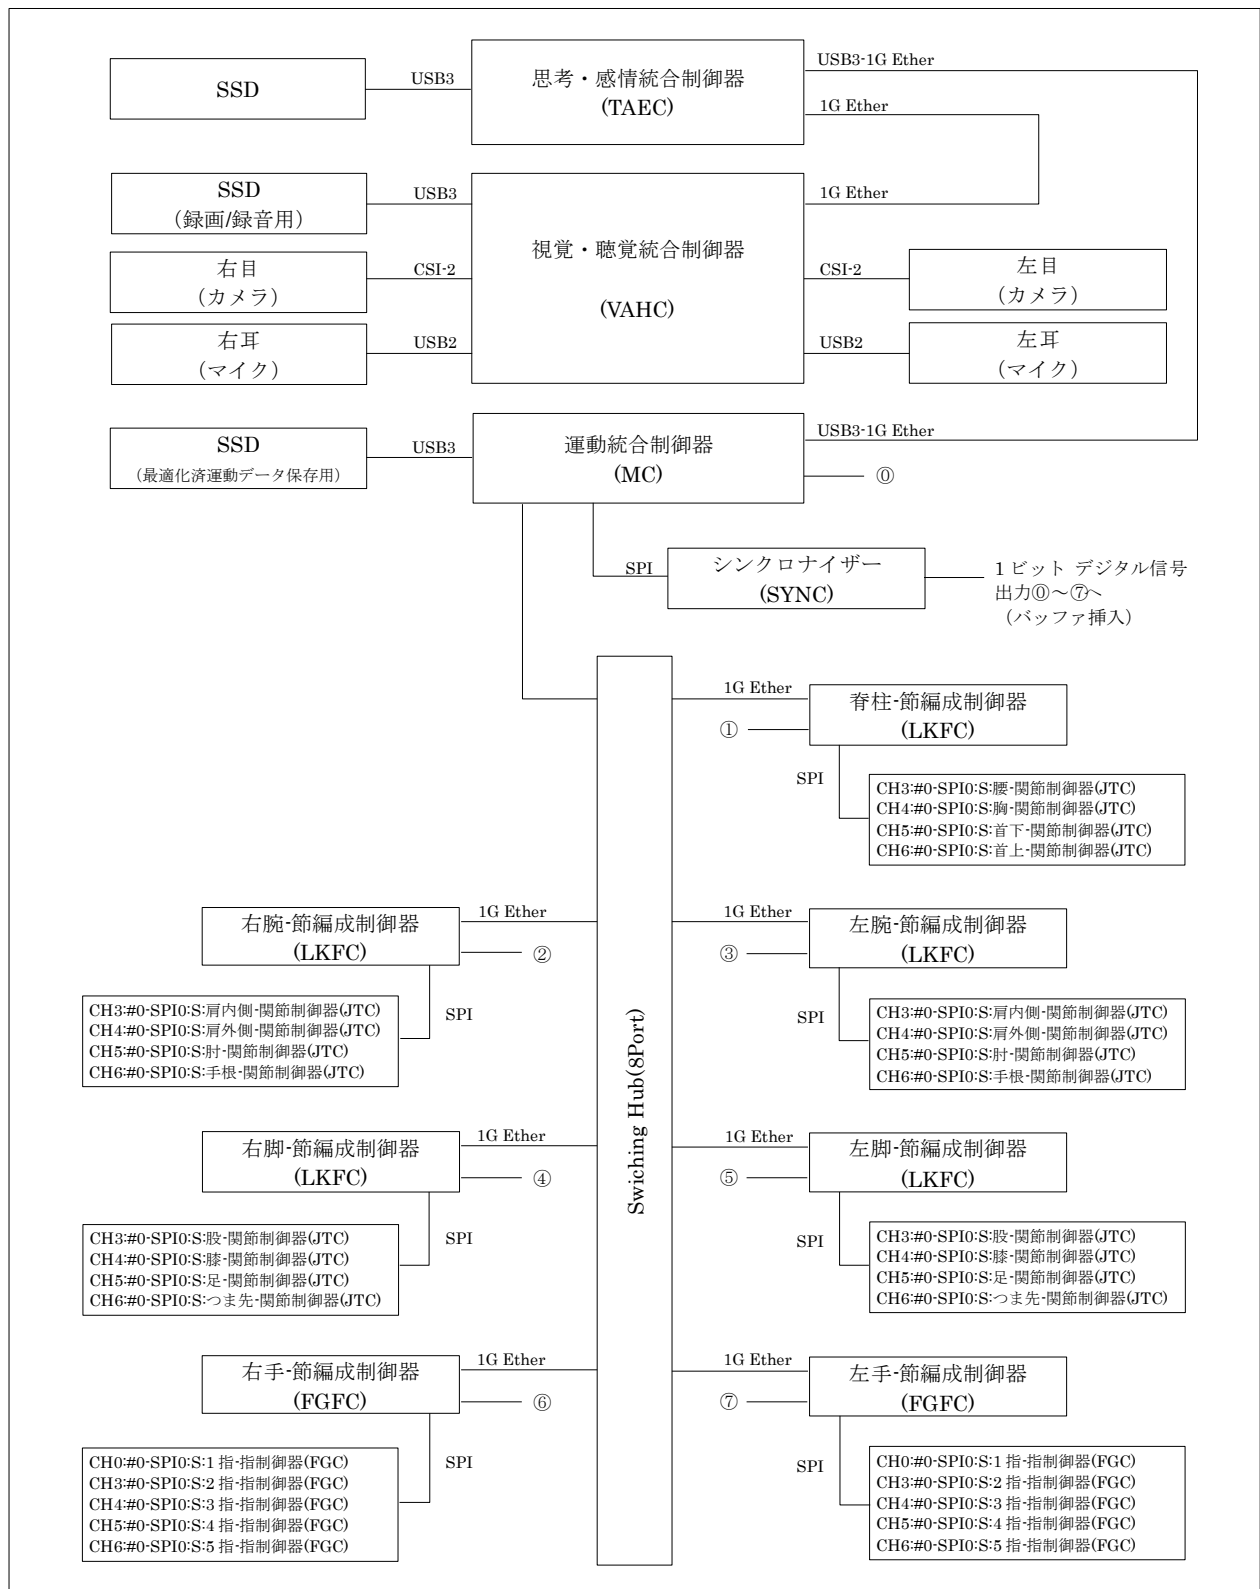 SSD
USB3
思考・感情統合制御器
(TAEC)
USB3-1G Ether
1G Ether
SSD
（録画/録音用）
USB3
視覚・聴覚統合制御器
(VAHC)
1G Ether
右目
（カメラ）
CSI-2
CSI-2
左目
（カメラ）
右耳
（マイク）
USB2
USB2
左耳
（マイク）
SSD
（最適化済運動データ保存用）
USB3
運動統合制御器
(MC)
USB3-1G Ether
⓪
SPI
シンクロナイザー
(SYNC)
1 ビット デジタル信号
出力⓪～⑦へ
（バッファ挿入）
Swiching Hub(8Port)
1G Ether
①
脊柱-節編成制御器
(LKFC)
SPI
CH3:#0-SPI0:S:腰-関節制御器(JTC)
CH4:#0-SPI0:S:胸-関節制御器(JTC)
CH5:#0-SPI0:S:首下-関節制御器(JTC)
CH6:#0-SPI0:S:首上-関節制御器(JTC)
右腕-節編成制御器
(LKFC)
1G Ether
②
SPI
CH3:#0-SPI0:S:肩内側-関節制御器(JTC)
CH4:#0-SPI0:S:肩外側-関節制御器(JTC)
CH5:#0-SPI0:S:肘-関節制御器(JTC)
CH6:#0-SPI0:S:手根-関節制御器(JTC)
1G Ether
③
左腕-節編成制御器
(LKFC)
SPI
CH3:#0-SPI0:S:肩内側-関節制御器(JTC)
CH4:#0-SPI0:S:肩外側-関節制御器(JTC)
CH5:#0-SPI0:S:肘-関節制御器(JTC)
CH6:#0-SPI0:S:手根-関節制御器(JTC)
右脚-節編成制御器
(LKFC)
1G Ether
④
SPI
CH3:#0-SPI0:S:股-関節制御器(JTC)
CH4:#0-SPI0:S:膝-関節制御器(JTC)
CH5:#0-SPI0:S:足-関節制御器(JTC)
CH6:#0-SPI0:S:つま先-関節制御器(JTC)
1G Ether
⑤
左脚-節編成制御器
(LKFC)
SPI
CH3:#0-SPI0:S:股-関節制御器(JTC)
CH4:#0-SPI0:S:膝-関節制御器(JTC)
CH5:#0-SPI0:S:足-関節制御器(JTC)
CH6:#0-SPI0:S:つま先-関節制御器(JTC)
右手-節編成制御器
(FGFC)
1G Ether
⑥
SPI
CH0:#0-SPI0:S:1 指-指制御器(FGC)
CH3:#0-SPI0:S:2 指-指制御器(FGC)
CH4:#0-SPI0:S:3 指-指制御器(FGC)
CH5:#0-SPI0:S:4 指-指制御器(FGC)
CH6:#0-SPI0:S:5 指-指制御器(FGC)
1G Ether
⑦
左手-節編成制御器
(FGFC)
SPI
CH0:#0-SPI0:S:1 指-指制御器(FGC)
CH3:#0-SPI0:S:2 指-指制御器(FGC)
CH4:#0-SPI0:S:3 指-指制御器(FGC)
CH5:#0-SPI0:S:4 指-指制御器(FGC)
CH6:#0-SPI0:S:5 指-指制御器(FGC)